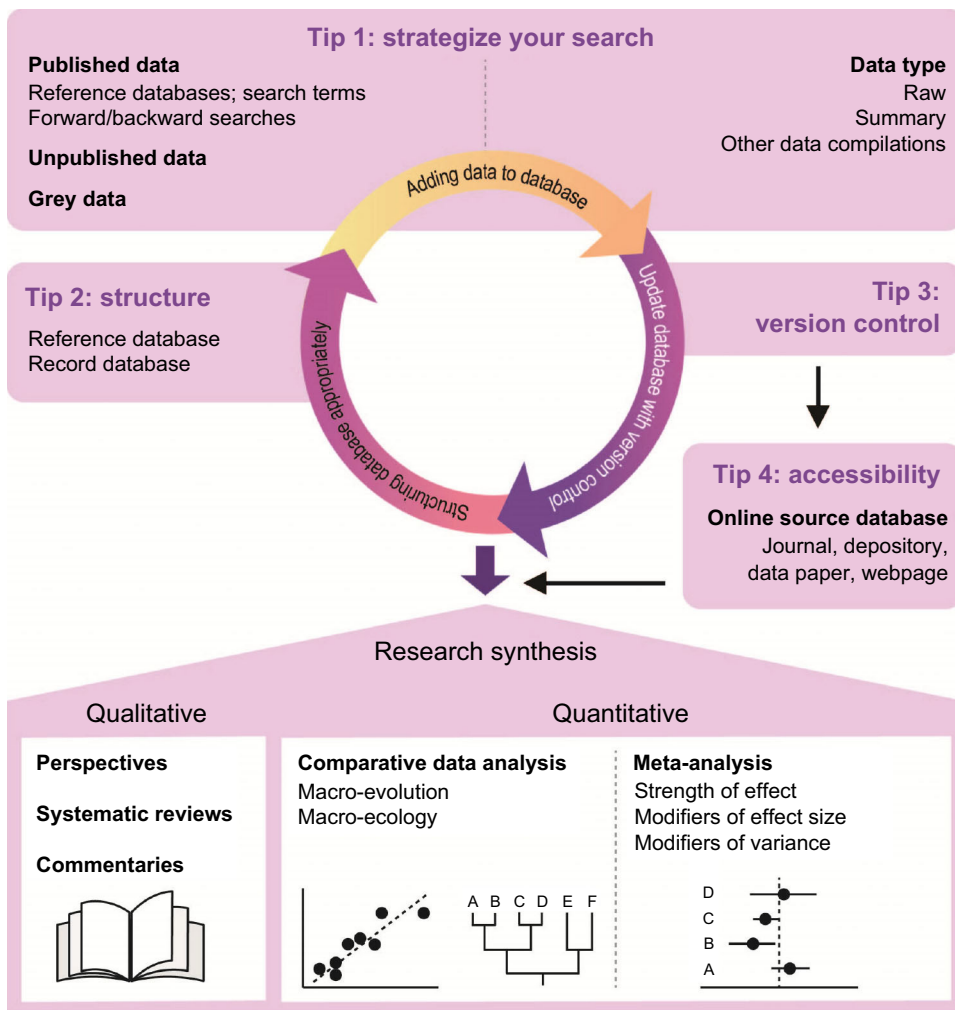 Tip 1: strategize your search
Published data
Reference databases; search terms
Forward/backward searches
Unpublished data
Grey data
Data type
Raw
Summary
Other data compilations
Adding data to database
Update database with version control
Structuring database appropriately
Tip 2: structure
Reference database
Record database
Tip 3:
version control
Tip 4: accessibility
Online source database
Journal, depository,
data paper, webpage
Research synthesis
Qualitative
Perspectives
Systematic reviews
Commentaries
Quantitative
Comparative data analysis
Macro-evolution
Macro-ecology
A B C D E F
Meta-analysis
Strength of effect
Modifiers of effect size
Modifiers of variance
D
C
B
A